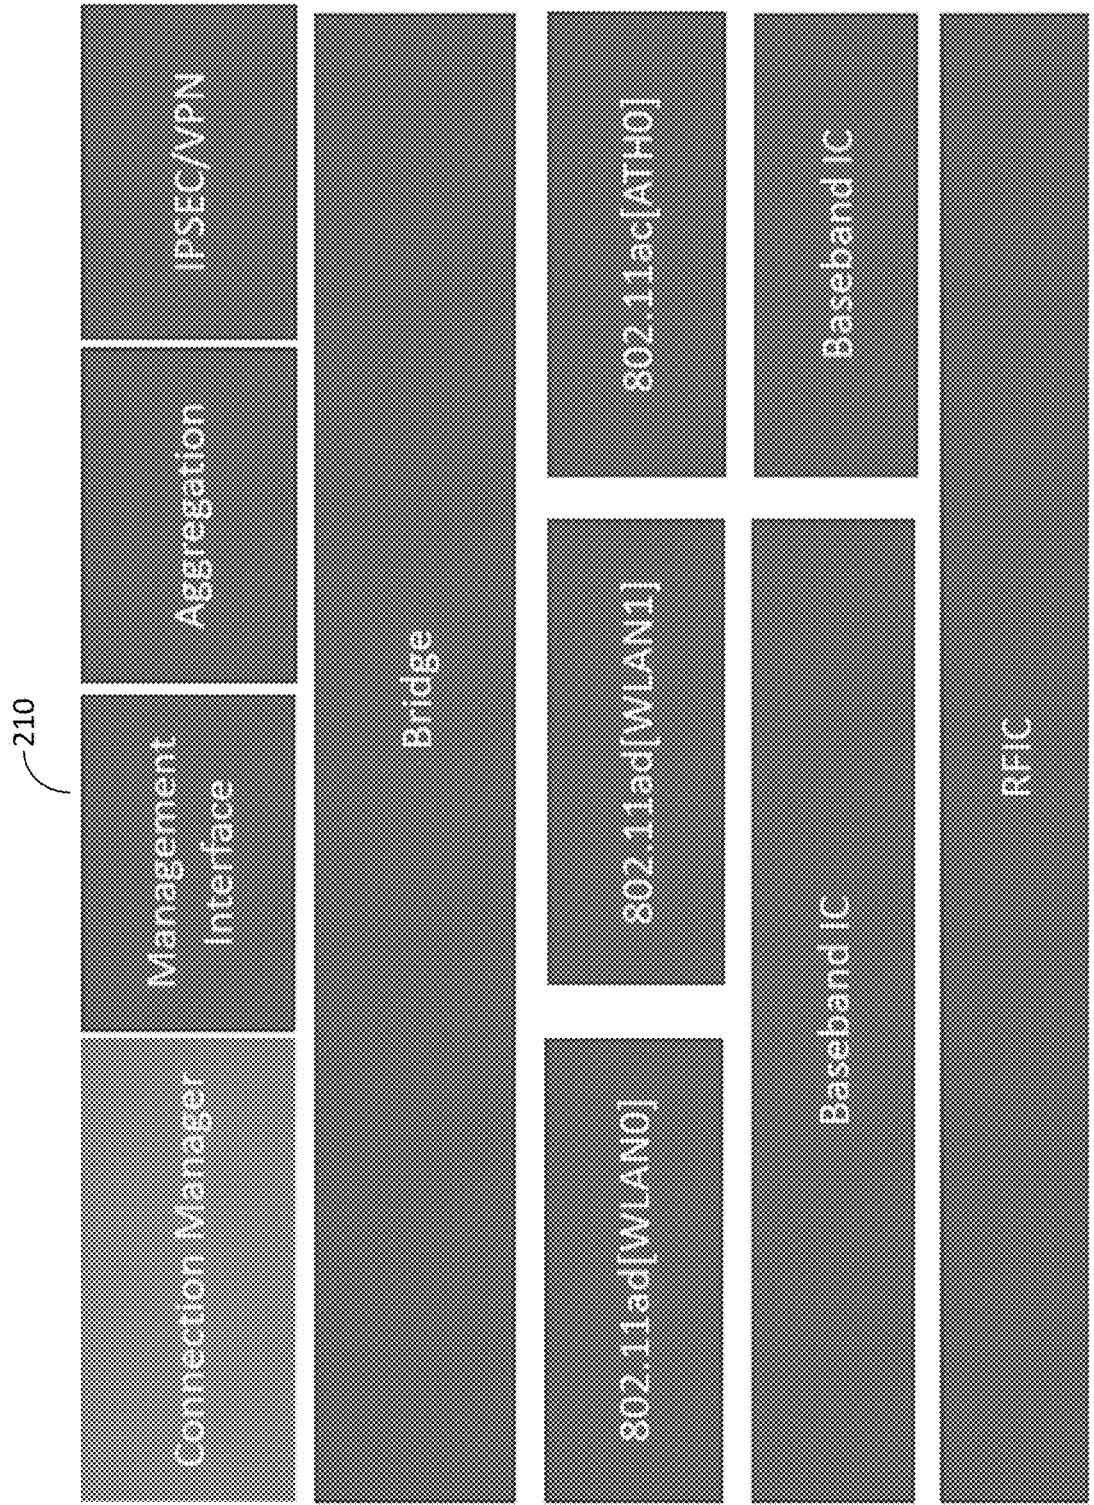 210
Connection Manager
Management
Interface
Aggregation
IPSEC/VPN
Bridge
802.11ad[WLAN0]
802.11ad[WLAN1]
802.11ac[ATH0]
Baseband IC
Baseband IC
RFIC